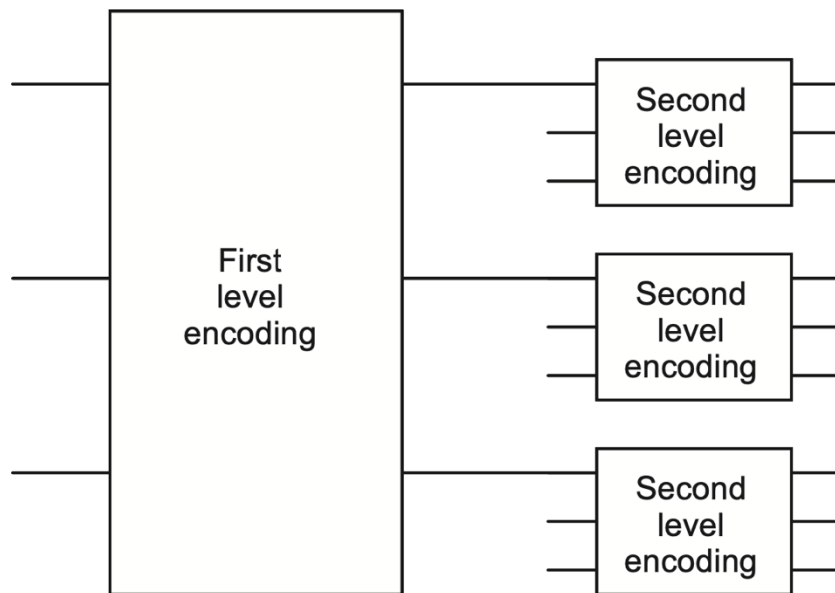 First
level
encoding
Second
level
encoding
Second
level
encoding
Second
level
encoding